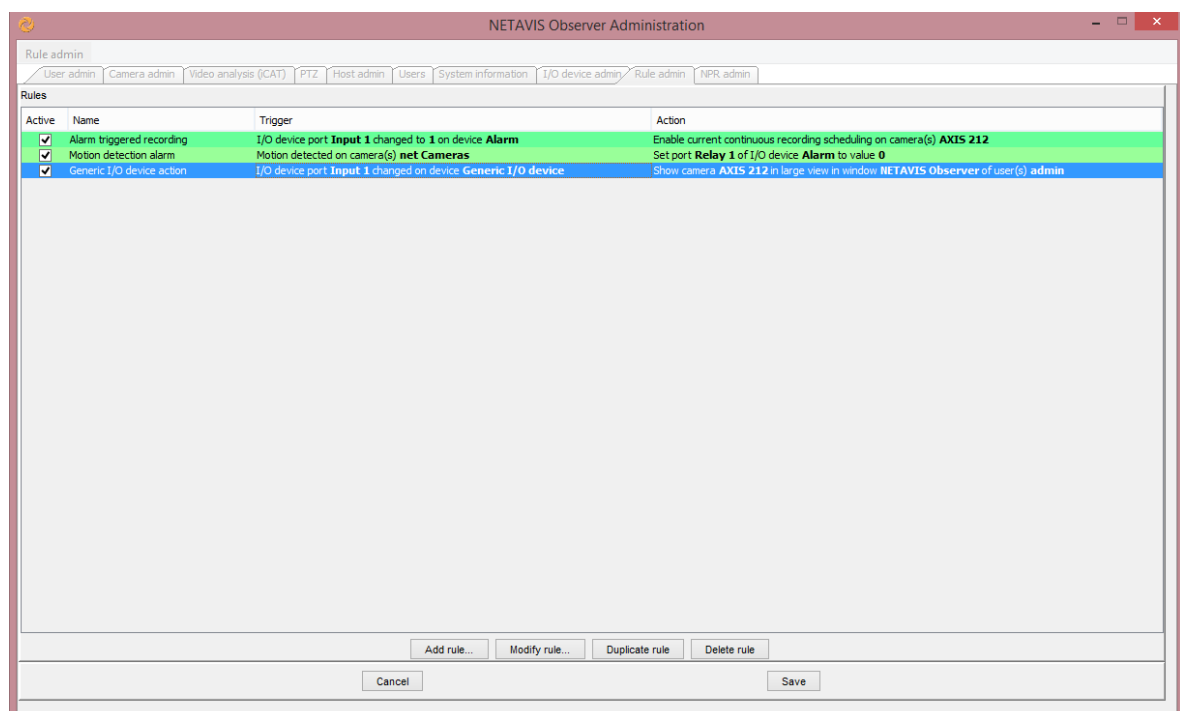 NETAVIS Observer Administration
Rule admin
User admin Camera admin Video analysis (iCAT) PTZ Host admin Users System information I/O device admin Rule admin NPR admin
Rules
Active Name Trigger Action
Alarm triggered recording I/O device port Input 1 changed to 1 on device Alarm Enable current continuous recording scheduling on camera(s) AXIS 212
Motion detection alarm Motion detected on camera(s) net Cameras Set port Relay 1 of I/O device Alarm to value 0
Generic I/O device action I/O device port Input 1 changed on device Generic I/O device Show camera AXIS 212 in large view in window NETAVIS Observer of user(s) admin
Add rule... Modify rule... Duplicate rule Delete rule
Cancel Save